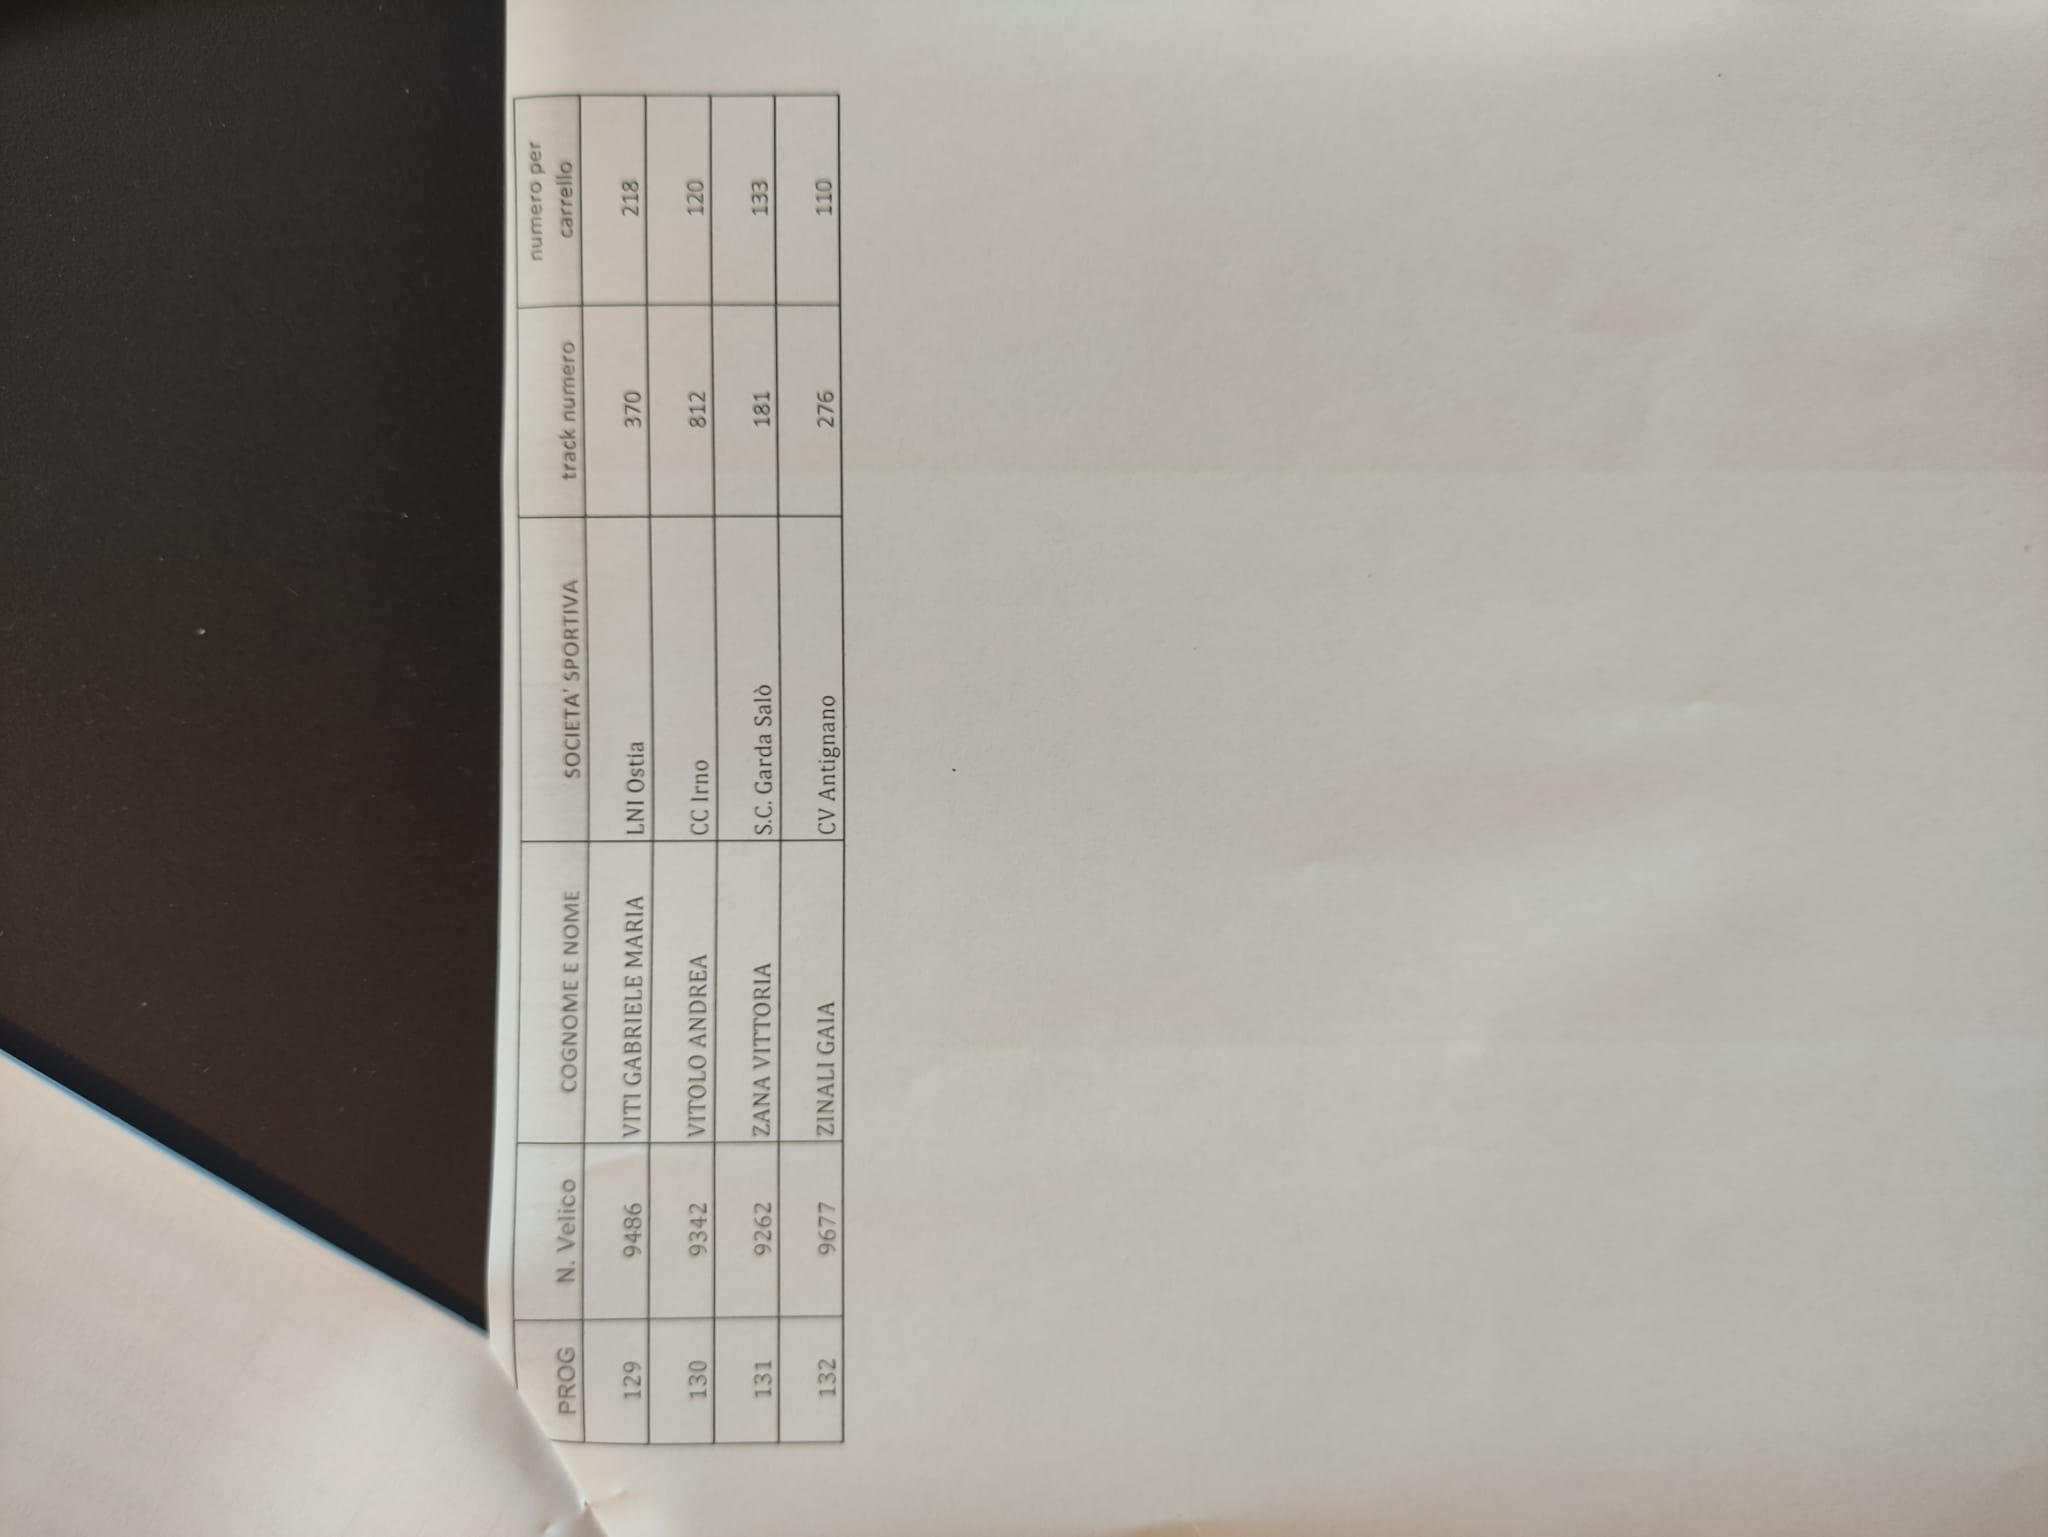 PROG N. Velico COGNOME E NOME SOCIETA' SPORTIVA track numero numero per carrello
129 9486 VITI GABRIELE MARIA LNI Ostia 370 218
130 9342 VITOLO ANDREA CC Irno 812 120
131 9262 ZANA VITTORIA S.C. Garda Salò 181 133
132 9677 ZINALI GAIA CV Antignano 276 110